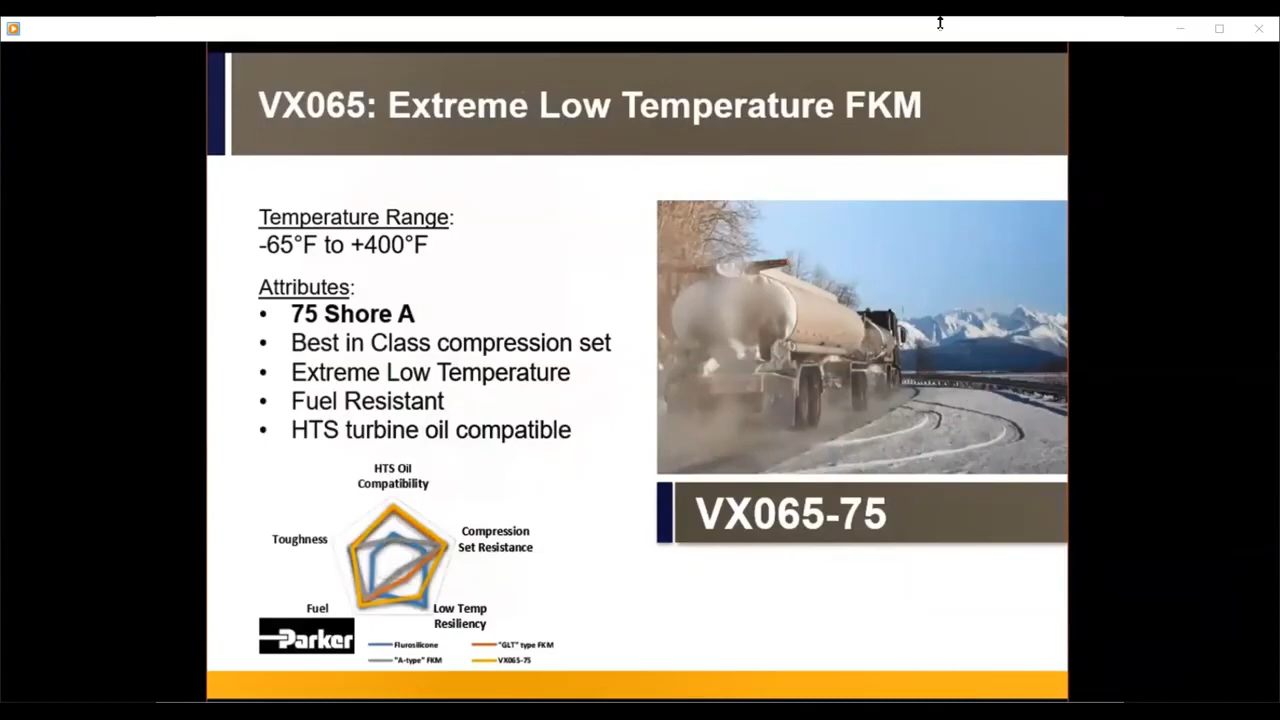 VX065: Extreme Low Temperature FKM
Temperature Range:
-65°F to +400°F
Attributes:
• 75 Shore A
• Best in Class compression set
• Extreme Low Temperature
• Fuel Resistant
• HTS turbine oil compatible
VX065-75
HTS Oil
Compatibility
Toughness
Compression
Set Resistance
Fuel
Low Temp
Resiliency
Parker
Flurosilicone
"GLT" type FKM
"A-type" FKM
VX065-75